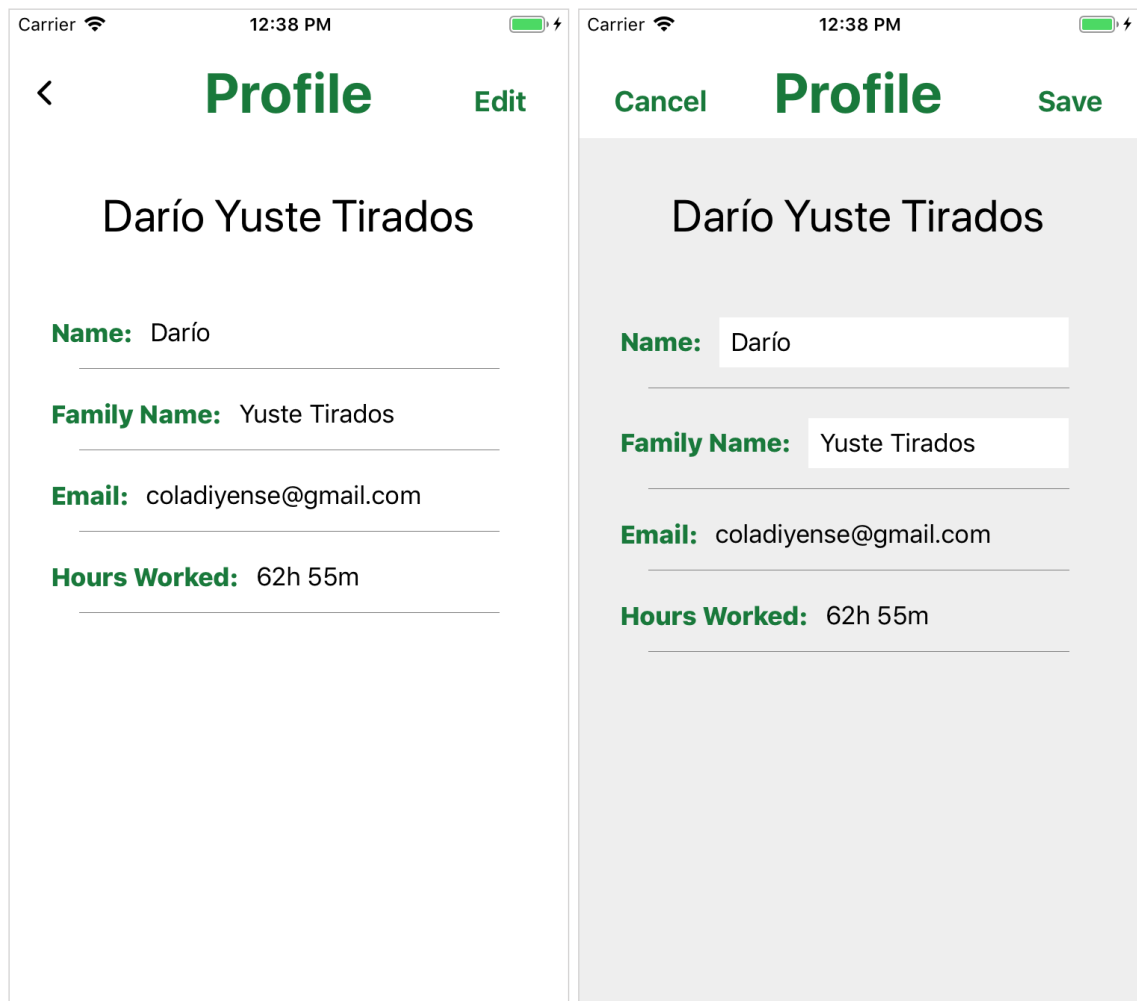 Carrier 12:38 PM
Profile Edit
Darío Yuste Tirados
Name: Darío
Family Name: Yuste Tirados
Email: coladiyense@gmail.com
Hours Worked: 62h 55m
Carrier 12:38 PM
Cancel Profile Save
Darío Yuste Tirados
Name: Darío
Family Name: Yuste Tirados
Email: coladiyense@gmail.com
Hours Worked: 62h 55m